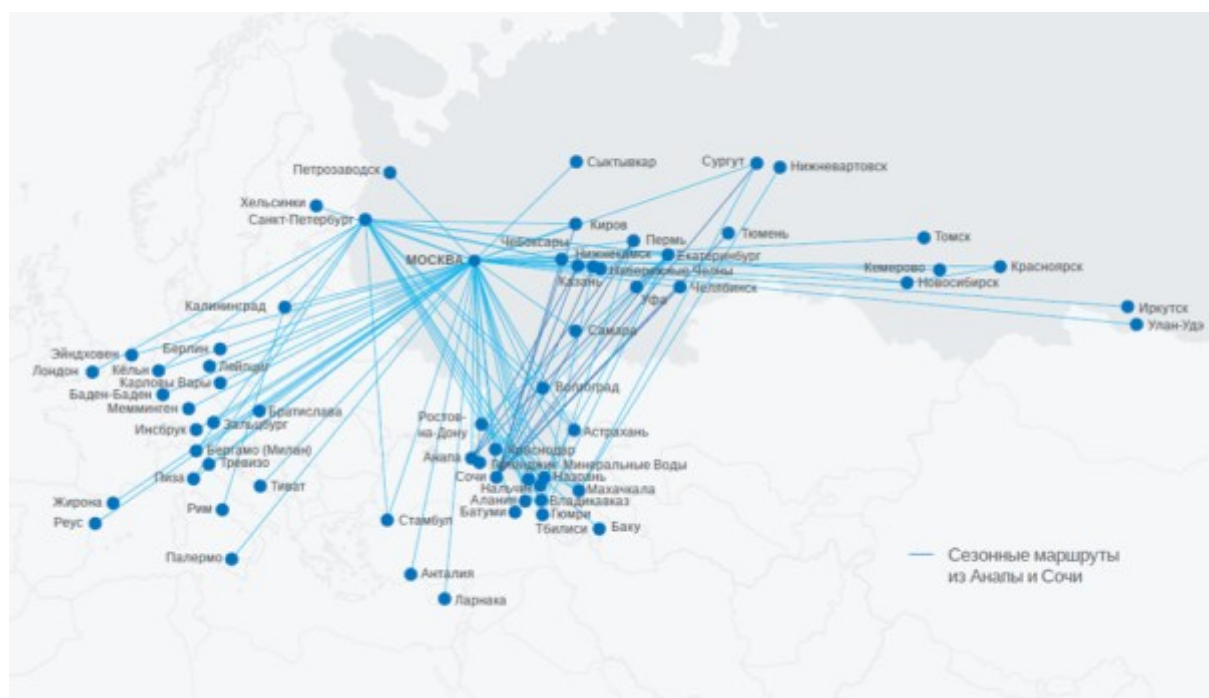 Петрозаводск
Сыктывкар
Сургут
Нижневартовск
Хельсинки
Санкт-Петербург
Киров
Тюмень
Томск
Чебоксары
Пермь
МОСКВА
Нижнекамск
Екатеринбург
Кемерово
Красноярск
Набережные Челны
Казань
Новосибирск
Челябинск
Уфа
Калининград
Иркутск
Улан-Удэ
Самара
Эйндховен
Берлин
Лондон
Кёльн
Лейпциг
Карловы Вары
Баден-Баден
Волгоград
Мемминген
Братислава
Ростов-
на-Дону
Инсбрук
Зальцбург
Астрахань
Бергамо (Милан)
Краснодар
Анапа
Тревизо
Геленджик
Минеральные Воды
Пиза
Сочи
Назрань
Тиват
Нальчик
Махачкала
Жирона
Алания
Владикавказ
Рим
Батуми
Гюмри
Реус
Стамбул
Тбилиси
Баку
Палермо
Сезонные маршруты
из Анапы и Сочи
Анталия
Ларнака